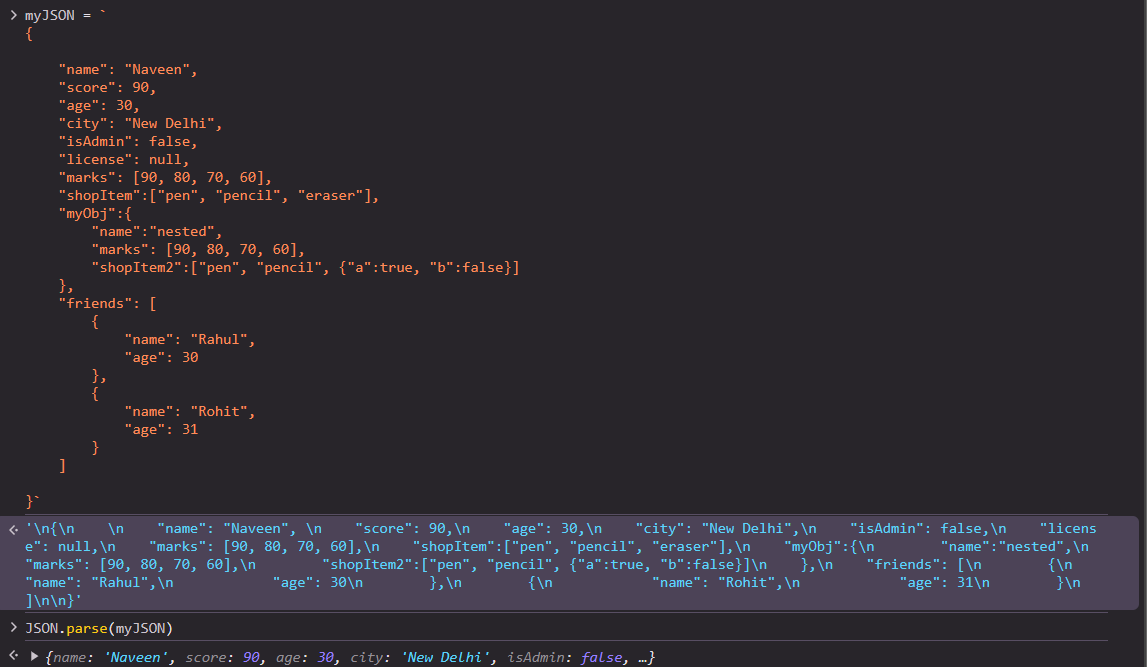 > myJSON = `
{
"name": "Naveen",
"score": 90,
"age": 30,
"city": "New Delhi",
"isAdmin": false,
"license": null,
"marks": [90, 80, 70, 60],
"shopItem":["pen", "pencil", "eraser"],
"myObj":{
"name":"nested",
"marks": [90, 80, 70, 60],
"shopItem2":["pen", "pencil", {"a":true, "b":false}]
},
"friends": [
{
"name": "Rahul",
"age": 30
},
{
"name": "Rohit",
"age": 31
}
]
}`
'\n{\n    \n    "name": "Naveen", \n    "score": 90,\n    "age": 30,\n    "city": "New Delhi",\n    "isAdmin": false,\n    "licens
e": null,\n    "marks": [90, 80, 70, 60],\n    "shopItem":["pen", "pencil", "eraser"],\n    "myObj":{\n        "name":"nested",\n
"marks": [90, 80, 70, 60],\n        "shopItem2":["pen", "pencil", {"a":true, "b":false}]\n    },\n    "friends": [\n        {\n
"name": "Rahul",\n            "age": 30\n        },\n        {\n            "name": "Rohit",\n            "age": 31\n        }\n
]\n\n}'
> JSON.parse(myJSON)
▶ {name: 'Naveen', score: 90, age: 30, city: 'New Delhi', isAdmin: false, …}